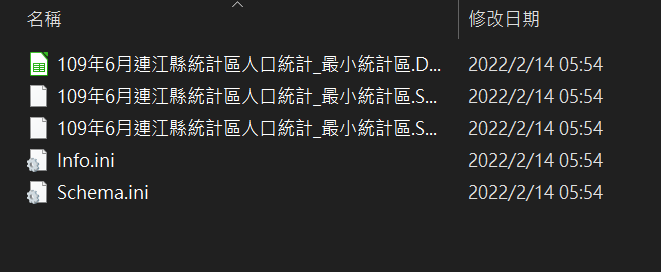 名稱 修改日期
109年6月連江縣統計區人口統計_最小統計區.D... 2022/2/14 05:54
109年6月連江縣統計區人口統計_最小統計區.S... 2022/2/14 05:54
109年6月連江縣統計區人口統計_最小統計區.S... 2022/2/14 05:54
Info.ini 2022/2/14 05:54
Schema.ini 2022/2/14 05:54